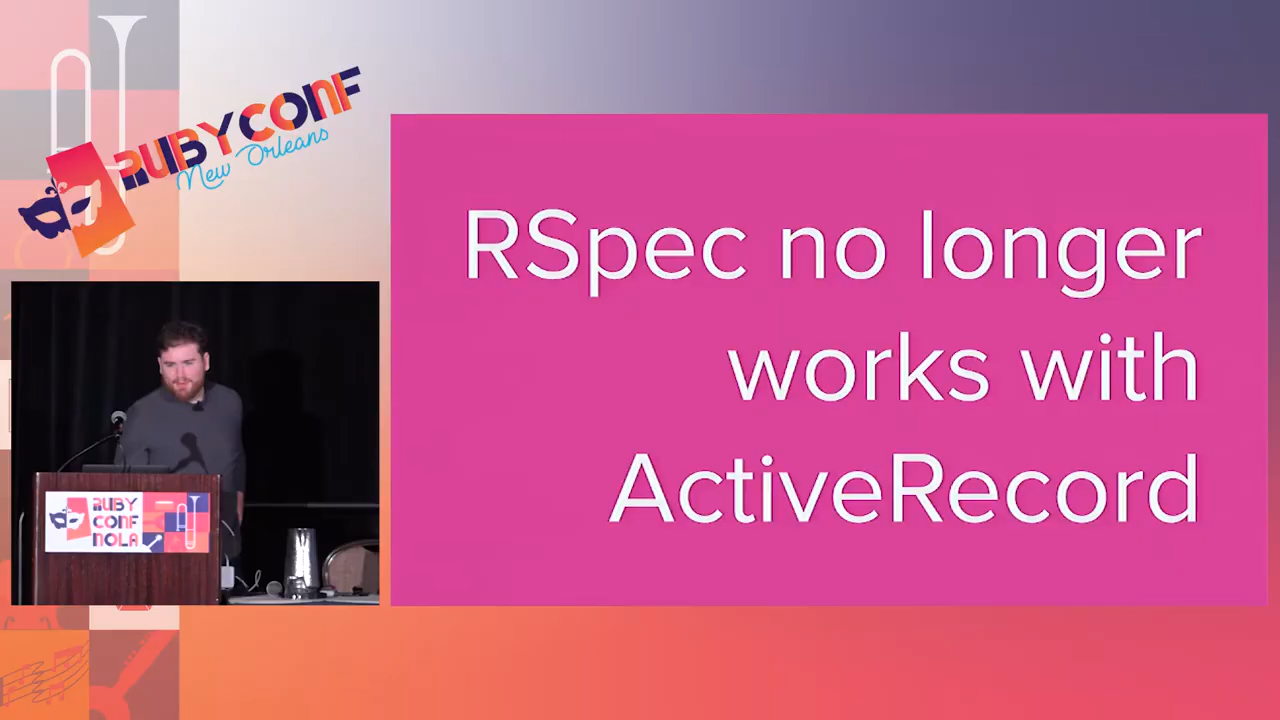 RUBYCONF
New Orleans
RSpec no longer
works with
ActiveRecord
RUBY
CONF
NOLA